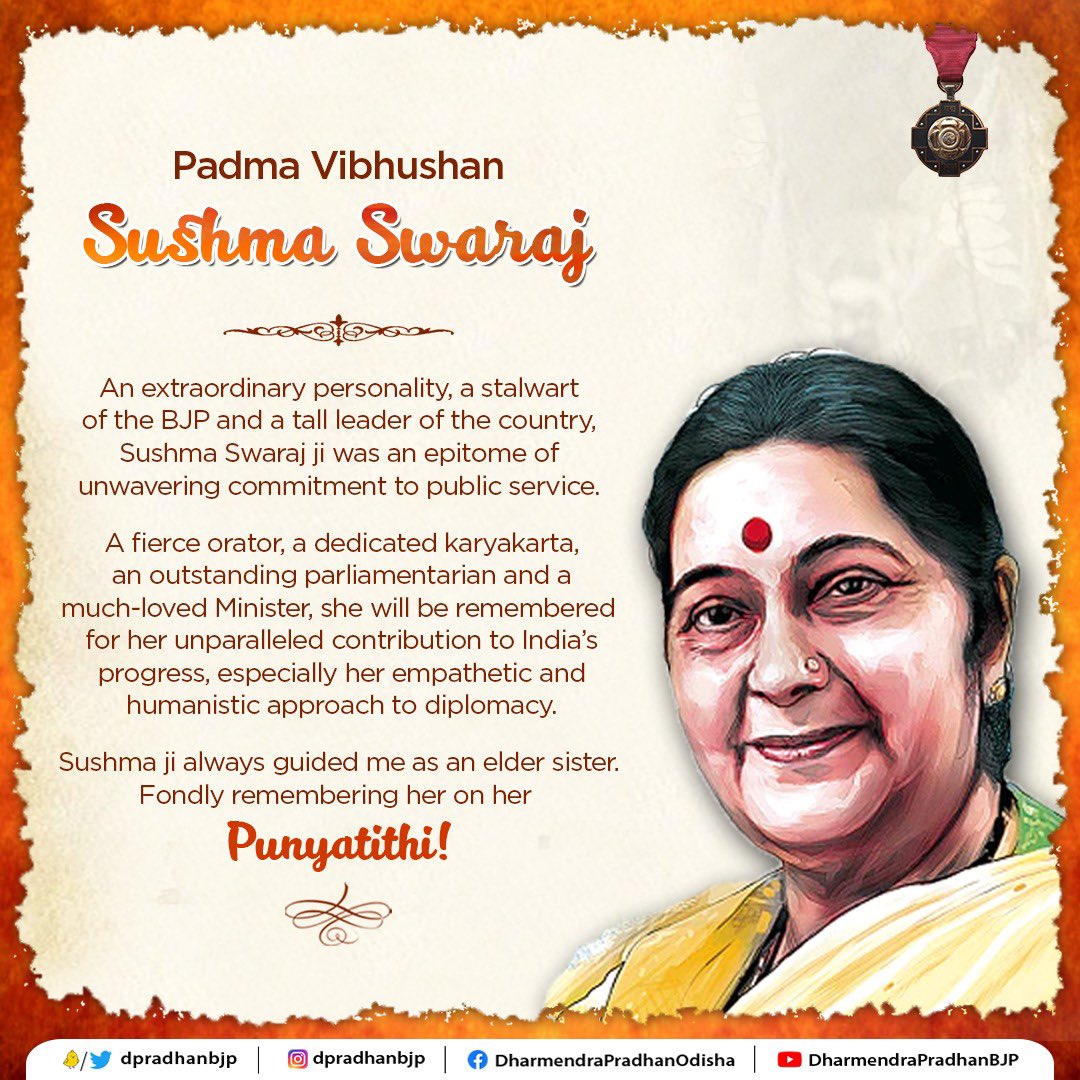 Padma Vibhushan
Sushma Swaraj
An extraordinary personality, a stalwart
of the BJP and a tall leader of the country,
Sushma Swaraj ji was an epitome of
unwavering commitment to public service.
A fierce orator, a dedicated karyakarta,
an outstanding parliamentarian and a
much-loved Minister, she will be remembered
for her unparalleled contribution to India's
progress, especially her empathetic and
humanistic approach to diplomacy.
Sushma ji always guided me as an elder sister.
Fondly remembering her on her
Punyatithi!
/ dpradhanbjp | dpradhanbjp | DharmendraPradhanOdisha | DharmendraPradhanBJP